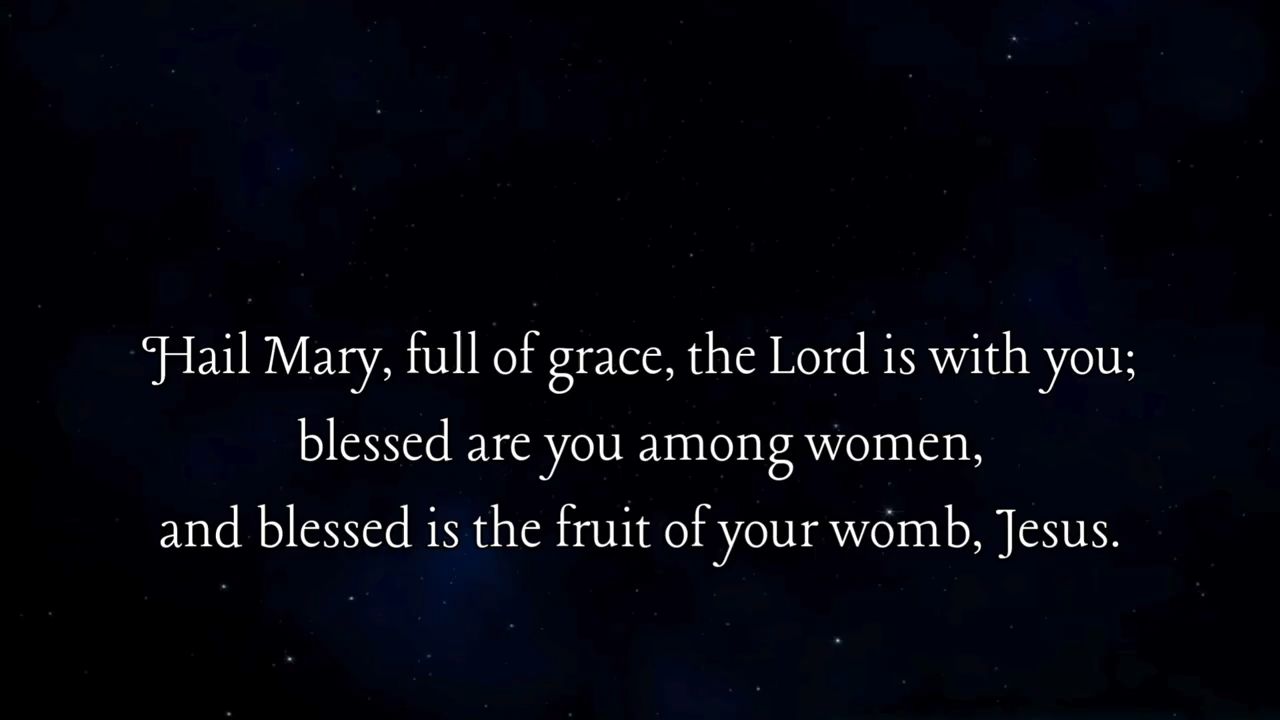 Hail Mary, full of grace, the Lord is with you;
blessed are you among women,
and blessed is the fruit of your womb, Jesus.